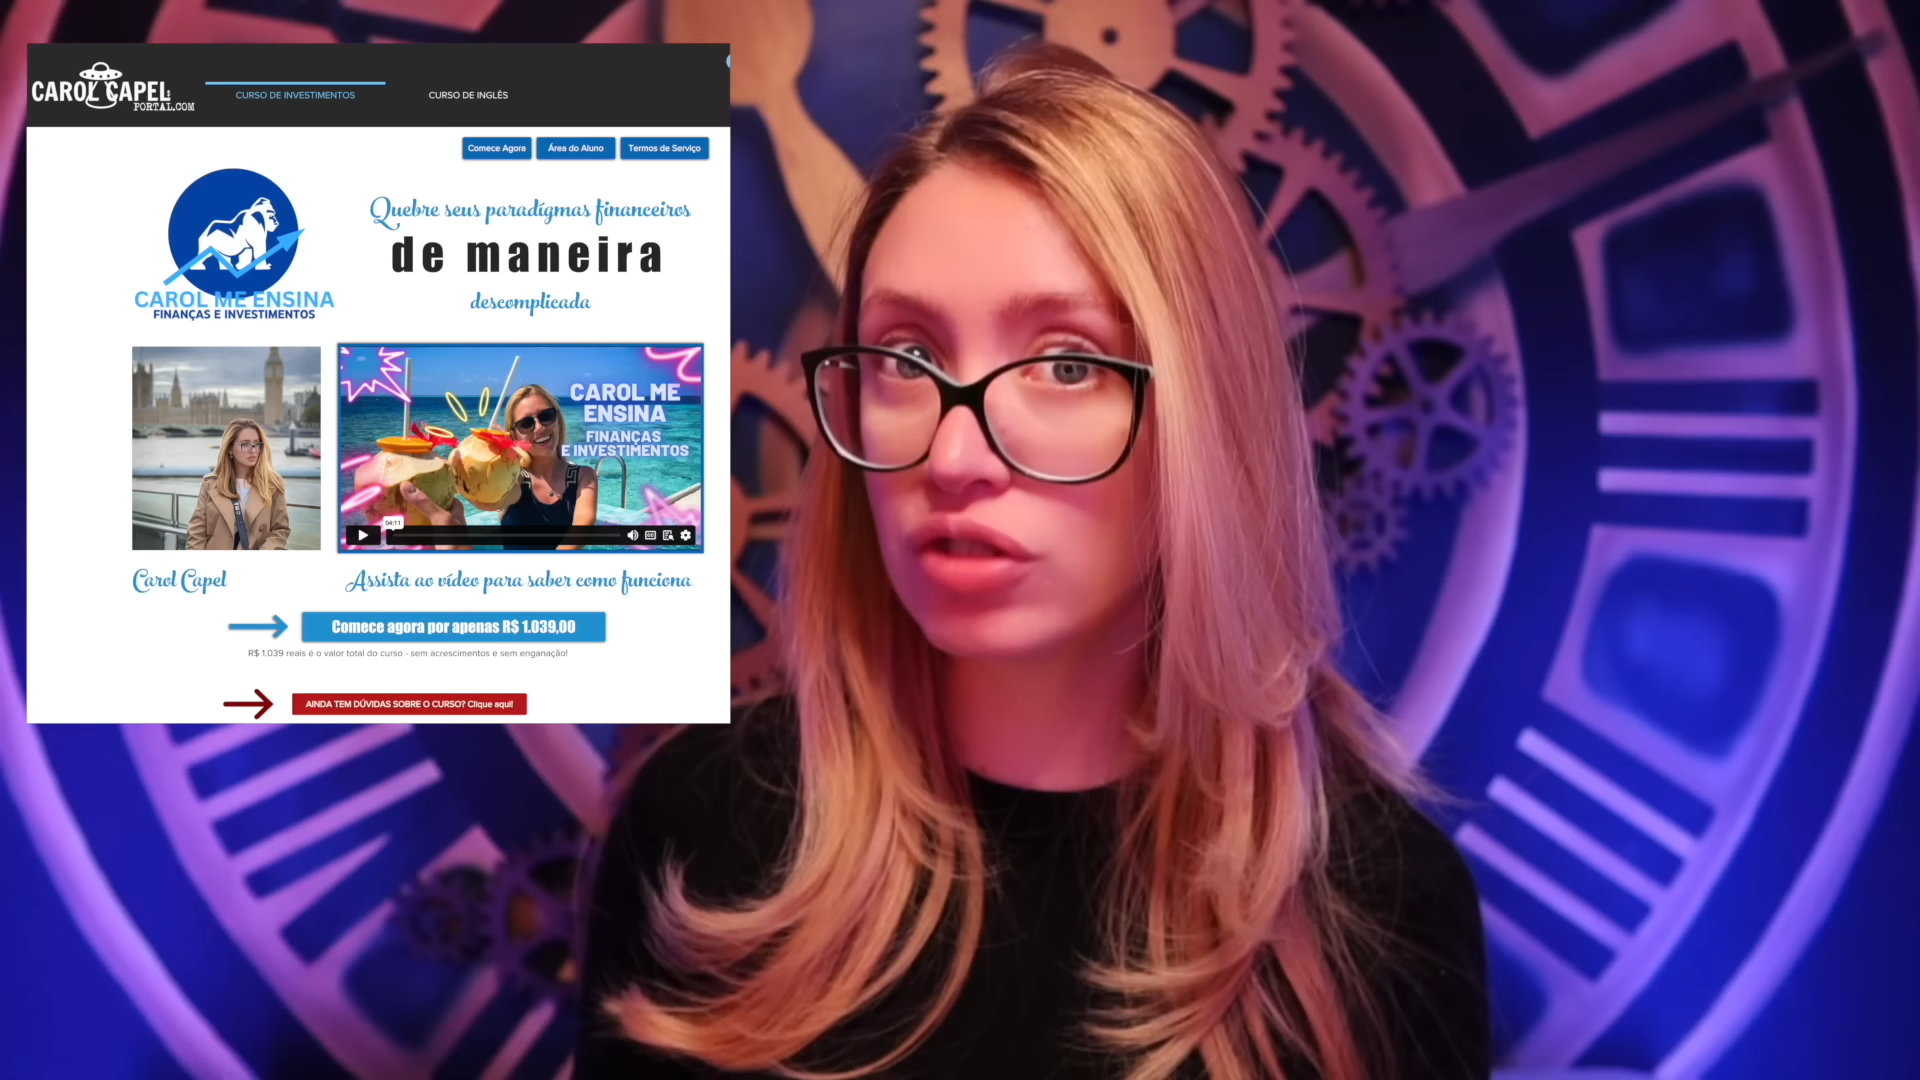 CAROL CAPEL
PORTAL.COM
CURSO DE INVESTIMENTOS
CURSO DE INGLÊS
Comece Agora
Área do Aluno
Termos de Serviço
CAROL ME ENSINA
FINANÇAS E INVESTIMENTOS
Quebre seus paradigmas financeiros
de maneira
descomplicada
CAROL ME
ENSINA
FINANÇAS
E INVESTIMENTOS
04:11
Carol Capel
Assista ao vídeo para saber como funciona
Comece agora por apenas R$ 1.039,00
R$ 1.039 reais é o valor total do curso - sem acrescimentos e sem enganação!
AINDA TEM DÚVIDAS SOBRE O CURSO? Clique aqui!